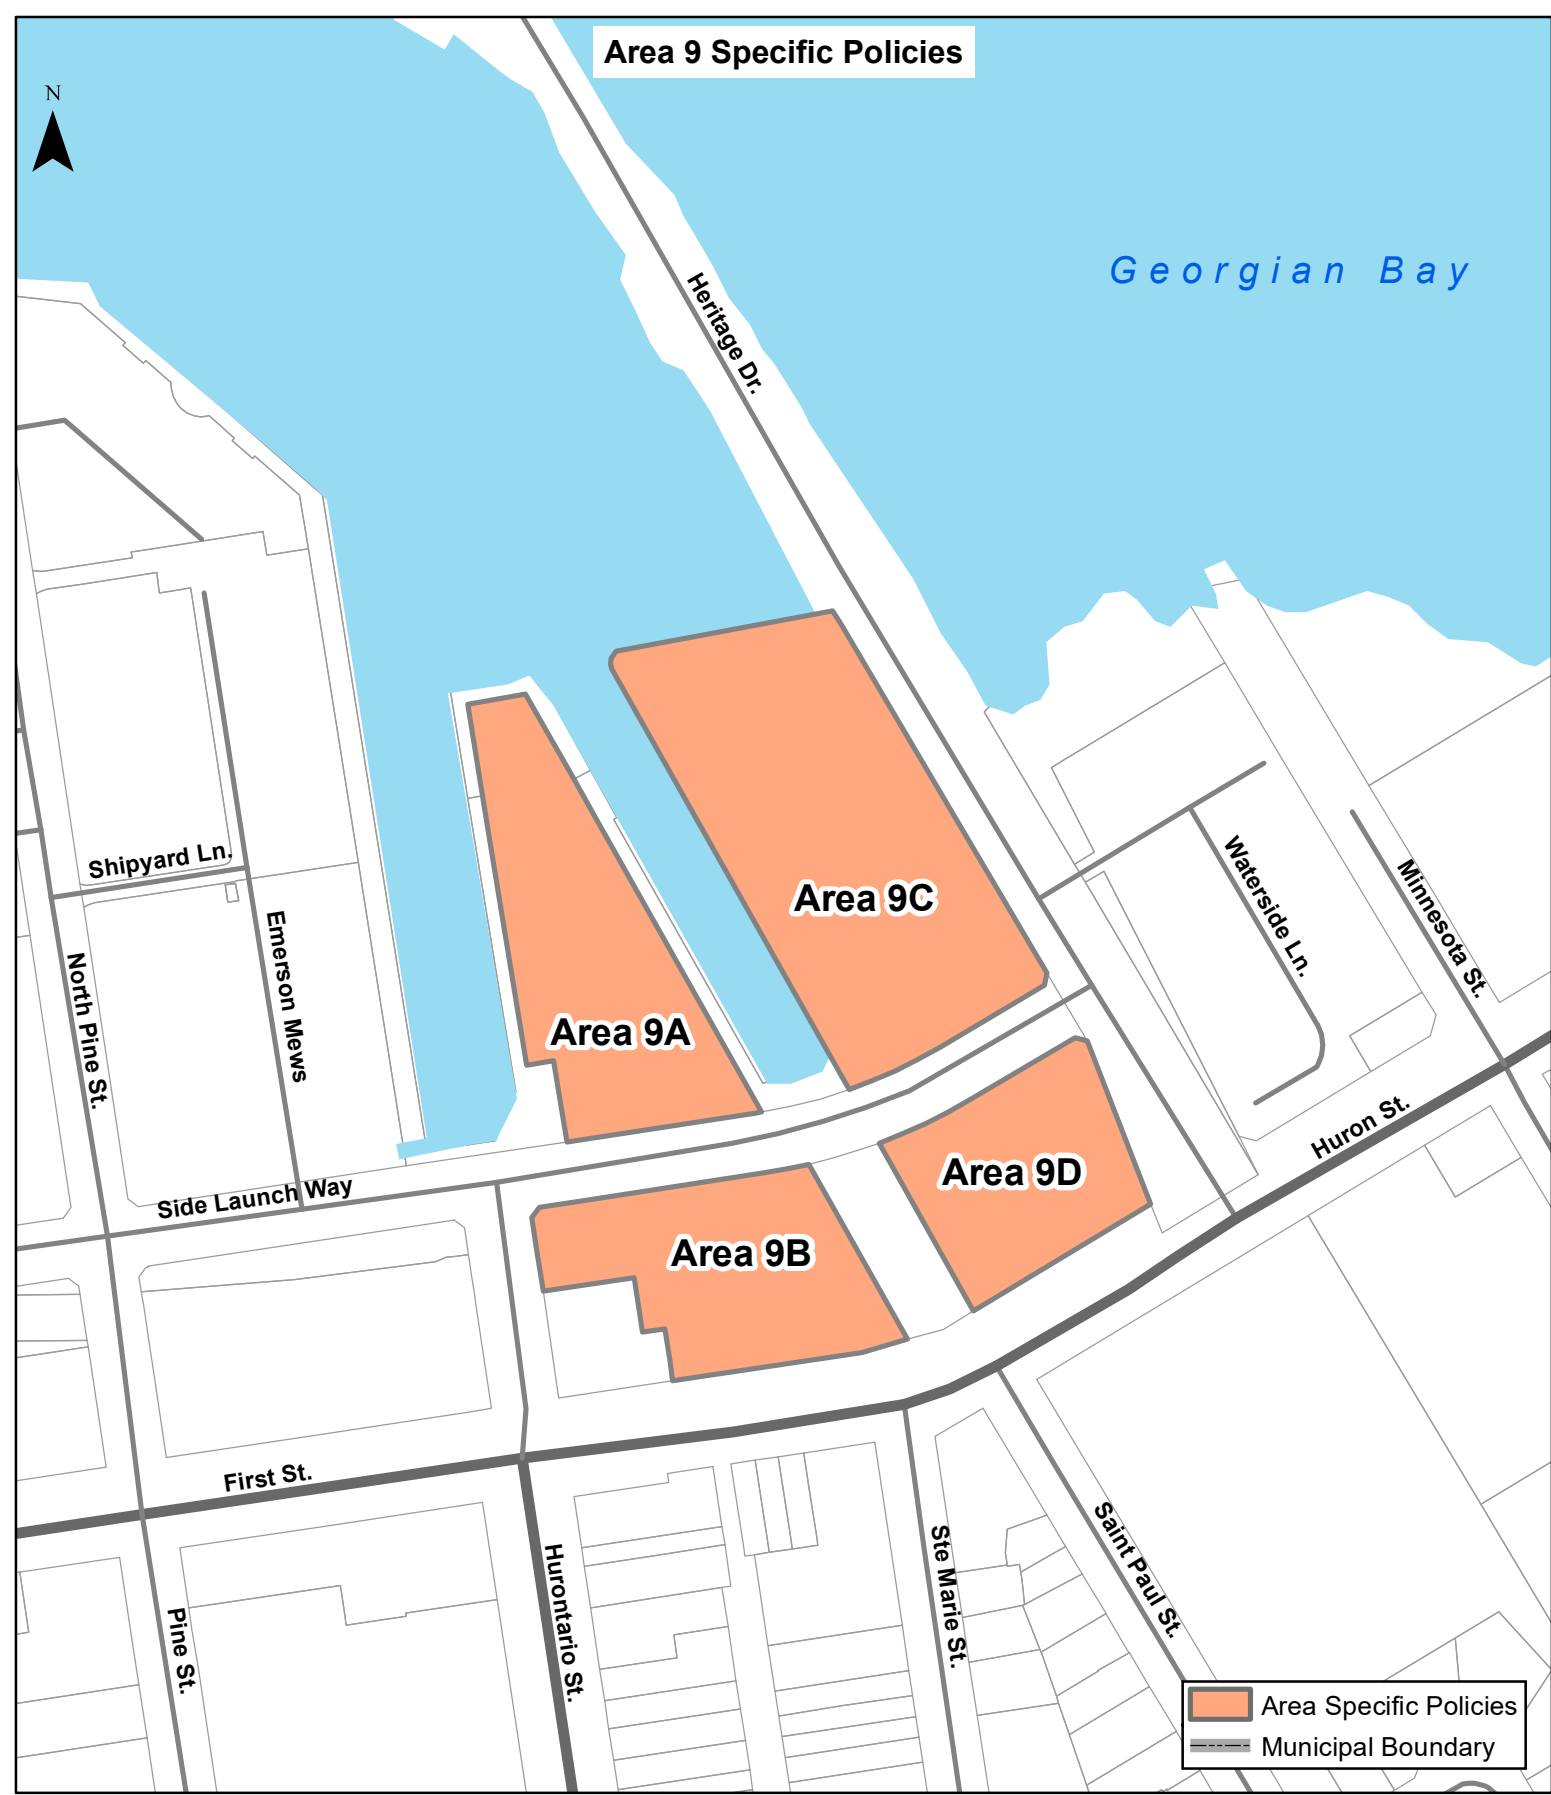 Area 9 Specific Policies
N
Georgian Bay
Heritage Dr.
Shipyard Ln.
Emerson Mews
North Pine St.
Area 9C
Area 9A
Waterside Ln.
Minnesota St.
Huron St.
Area 9D
Side Launch Way
Area 9B
First St.
Pine St.
Hurontario St.
Ste Marie St.
Saint Paul St.
Area Specific Policies
Municipal Boundary